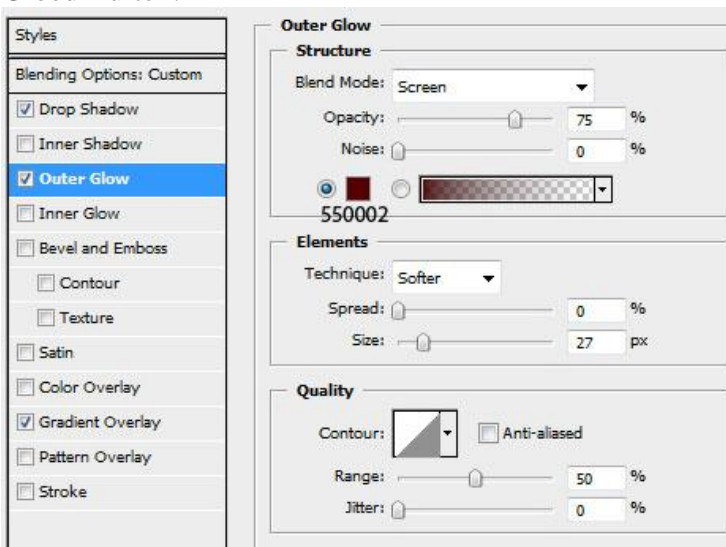 Styles
Blending Options: Custom
Drop Shadow
Inner Shadow
Outer Glow
Inner Glow
Bevel and Emboss
Contour
Texture
Satin
Color Overlay
Gradient Overlay
Pattern Overlay
Stroke
Outer Glow
Structure
Blend Mode: Screen
Opacity: 75 %
Noise: 0 %
550002
Elements
Technique: Softer
Spread: 0 %
Size: 27 px
Quality
Contour: Anti-aliased
Range: 50 %
Jitter: 0 %